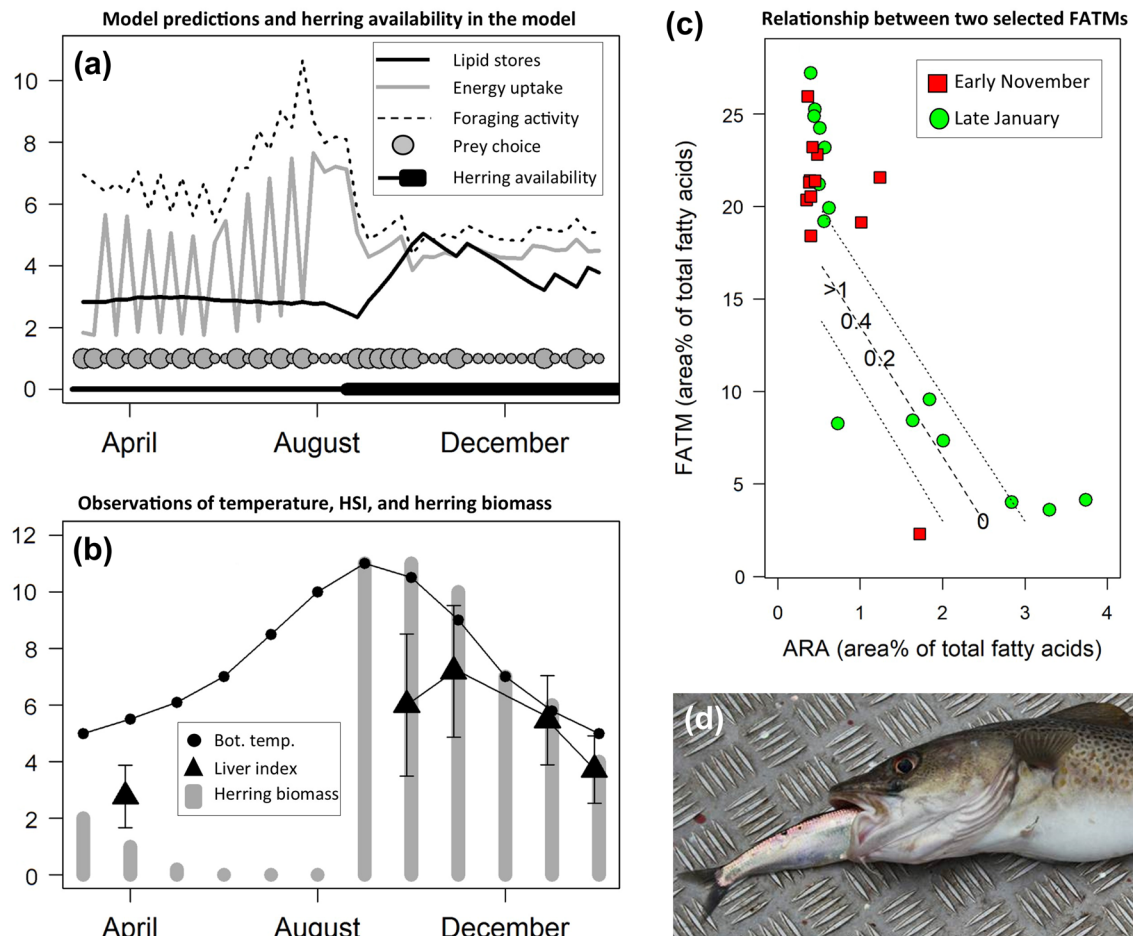 Model predictions and herring availability in the model
(a)
Lipid stores
Energy uptake
Foraging activity
Prey choice
Herring availability
10
8
6
4
2
0
April August December
Observations of temperature, HSI, and herring biomass
(b)
12
10
8
6
4
2
0
Bot. temp.
Liver index
Herring biomass
April August December
(c) Relationship between two selected FATMs
Early November
Late January
FATM (area% of total fatty acids)
25
20
15
10
5
0
>1
0.4
0.2
0
0 1 2 3 4
ARA (area% of total fatty acids)
(d)